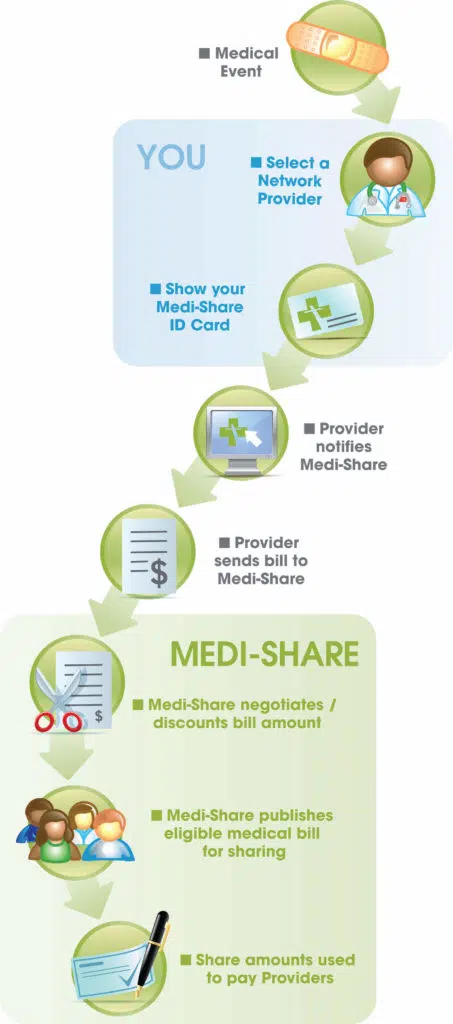 ■ Medical
Event
YOU
■ Select a
Network
Provider
■ Show your
Medi-Share
ID Card
■ Provider
notifies
Medi-Share
■ Provider
sends bill to
Medi-Share
$
MEDI-SHARE
■ Medi-Share negotiates /
discounts bill amount
$
■ Medi-Share publishes
eligible medical bill
for sharing
■ Share amounts used
to pay Providers